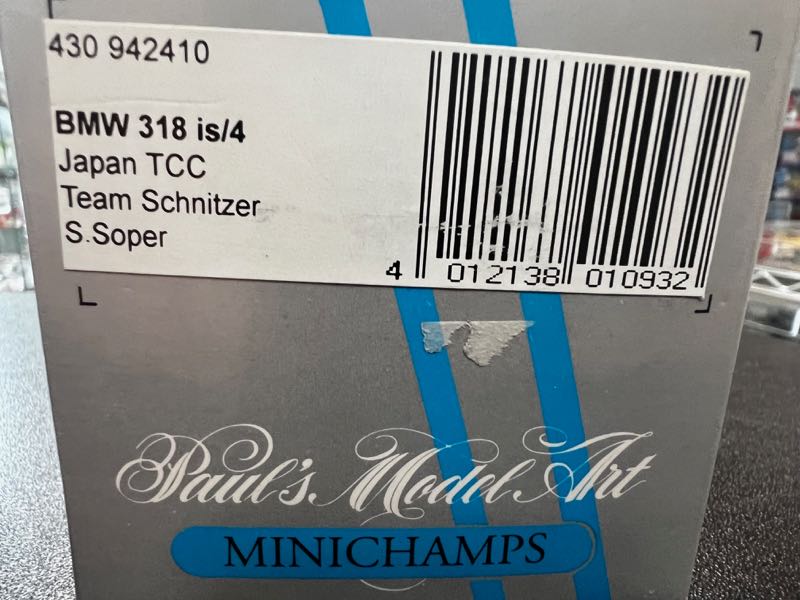 430 942410
BMW 318 is/4
Japan TCC
Team Schnitzer
S.Soper
4 012138 010932
Paul's Model Art
MINICHAMPS